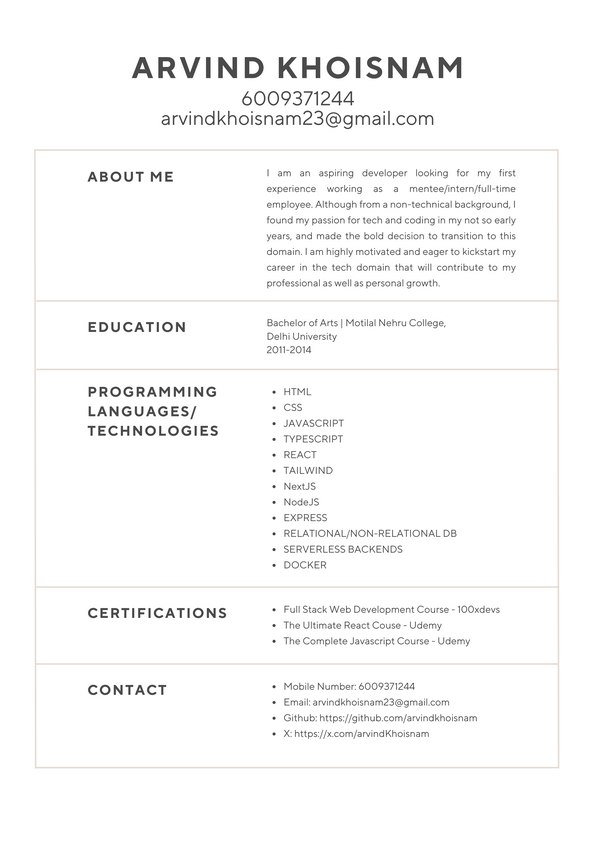 ARVIND KHOISNAM
6009371244
arvindkhoisnam23@gmail.com
ABOUT ME
I am an aspiring developer looking for my first
experience working as a mentee/intern/full-time
employee. Although from a non-technical background, I
found my passion for tech and coding in my not so early
years, and made the bold decision to transition to this
domain. I am highly motivated and eager to kickstart my
career in the tech domain that will contribute to my
professional as well as personal growth.
EDUCATION
Bachelor of Arts | Motilal Nehru College,
Delhi University
2011-2014
PROGRAMMING
LANGUAGES/
TECHNOLOGIES
• HTML
• CSS
• JAVASCRIPT
• TYPESCRIPT
• REACT
• TAILWIND
• NextJS
• NodeJS
• EXPRESS
• RELATIONAL/NON-RELATIONAL DB
• SERVERLESS BACKENDS
• DOCKER
CERTIFICATIONS
• Full Stack Web Development Course - 100xdevs
• The Ultimate React Couse - Udemy
• The Complete Javascript Course - Udemy
CONTACT
• Mobile Number: 6009371244
• Email: arvindkhoisnam23@gmail.com
• Github: https://github.com/arvindkhoisnam
• X: https://x.com/arvindKhoisnam